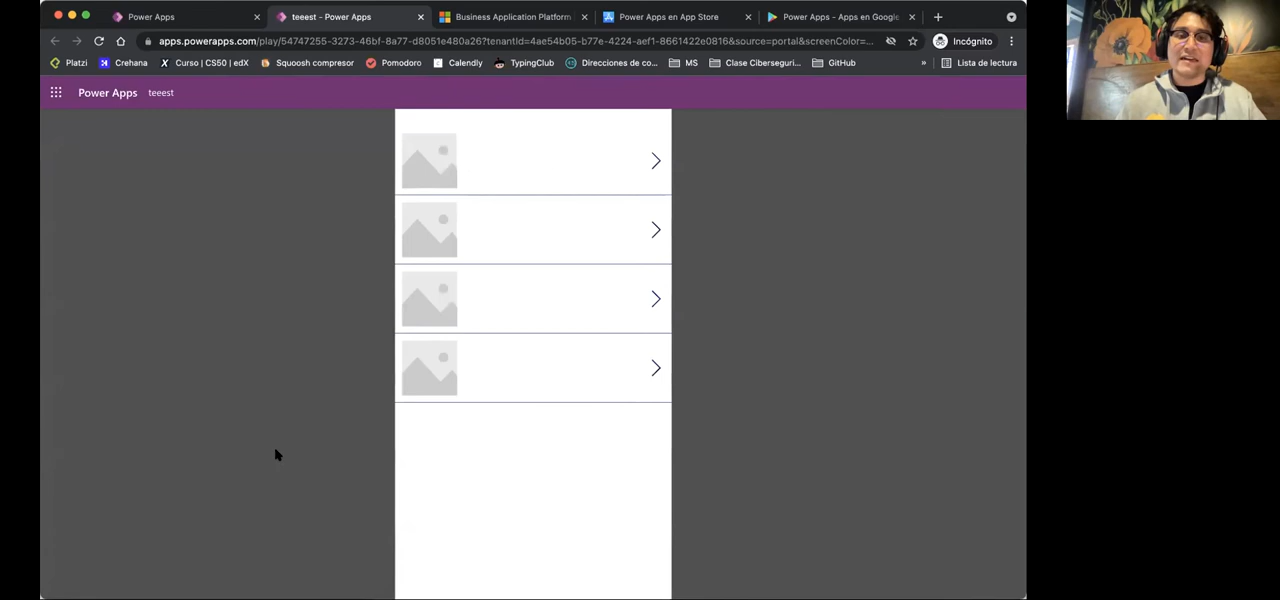 Power Apps
teeest - Power Apps
Business Application Platform
Power Apps en App Store
Power Apps - Apps en Google
apps.powerapps.com/play/54747255-3273-46bf-8a77-d8051e480a26?tenantId=4ae54b05-b77e-4224-aef1-8661422e0816&source=portal&screenColor=...
Incógnito
Platzi
Crehana
Curso | CS50 | edX
Squoosh compresor
Pomodoro
Calendly
TypingClub
Direcciones de co...
MS
Clase Ciberseguri...
GitHub
»
Lista de lectura
Power Apps teeest